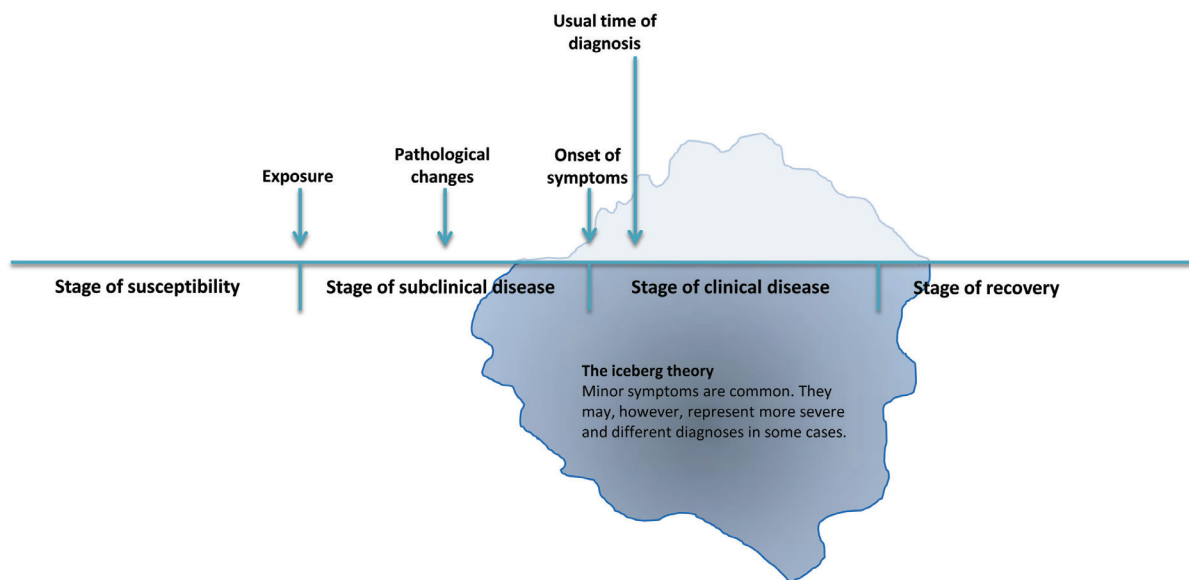 Usual time of
diagnosis
Pathological
changes
Onset of
symptoms
Exposure
Stage of susceptibility
Stage of subclinical disease
Stage of clinical disease
Stage of recovery
The iceberg theory
Minor symptoms are common. They
may, however, represent more severe
and different diagnoses in some cases.